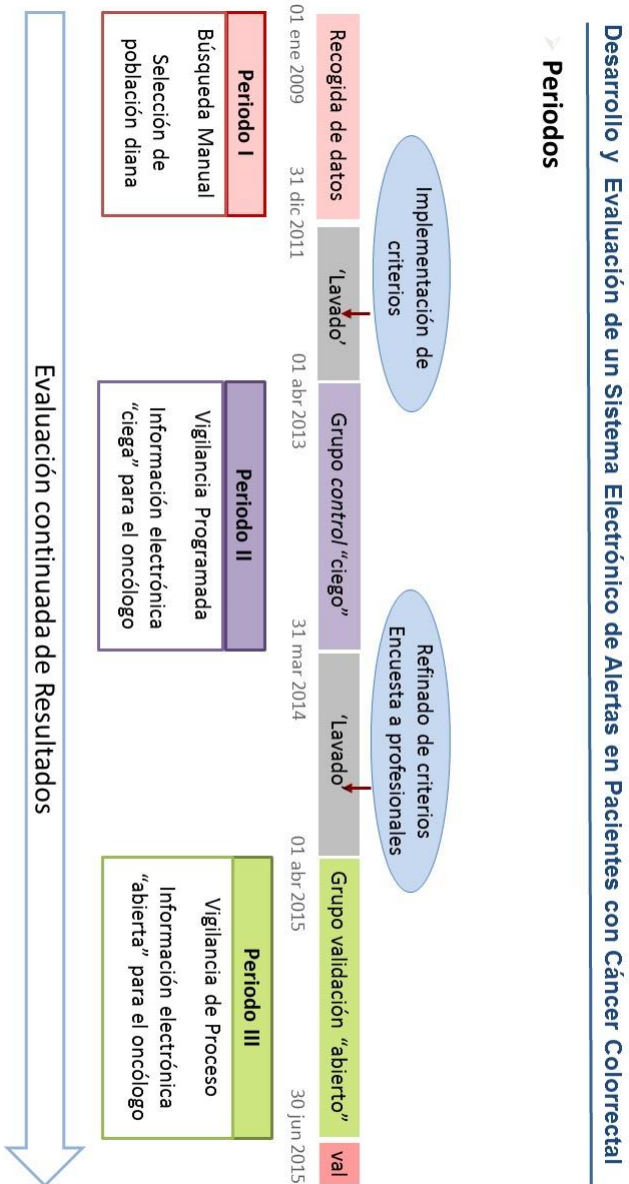 Desarrollo y Evaluación de un Sistema Electrónico de Alertas en Pacientes con Cáncer Colorrectal
Periodos
Implementación de
criterios
Refinado de criterios
Encuesta a profesionales
Recogida de datos
'Lavado'
Grupo control "ciego"
'Lavado'
Grupo validación "abierto"
val
01 ene 2009
31 dic 2011
01 abr 2013
31 mar 2014
01 abr 2015
30 jun 2015
Periodo I
Búsqueda Manual
Selección de
población diana
Periodo II
Vigilancia Programada
Información electrónica
"ciega" para el oncólogo
Periodo III
Vigilancia de Proceso
Información electrónica
"abierta" para el oncólogo
Evaluación continuada de Resultados